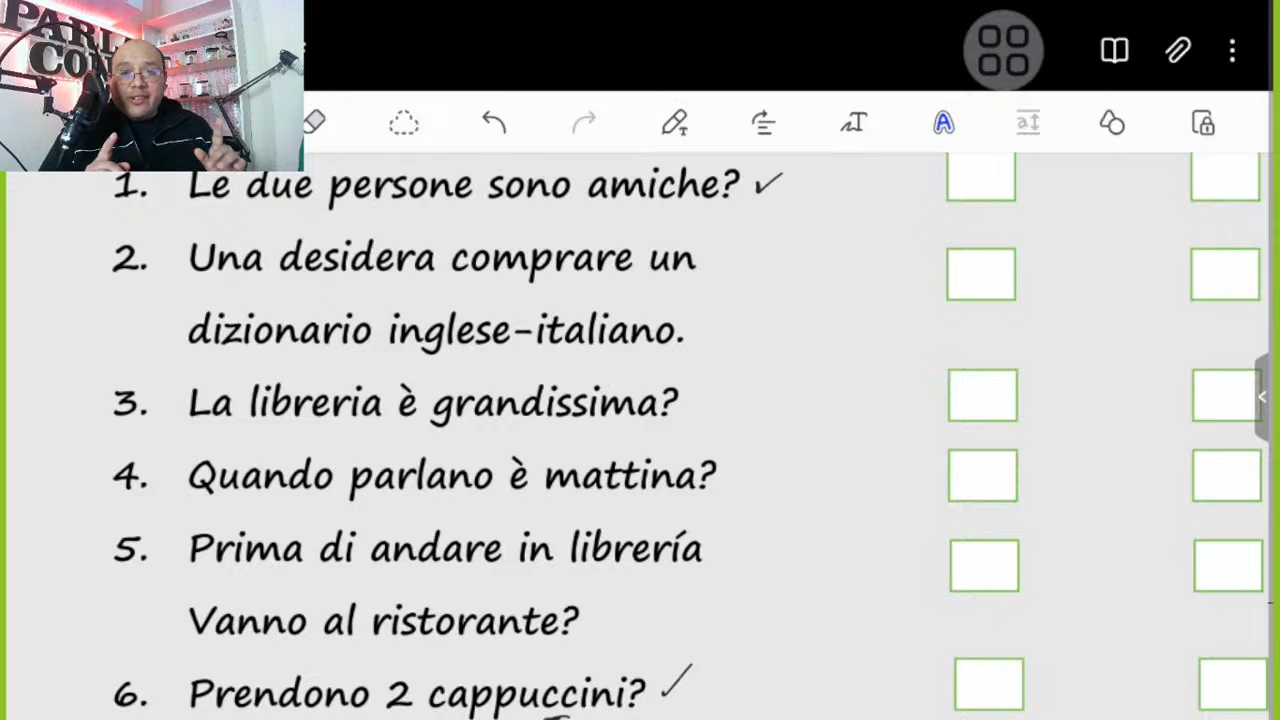 1. Le due persone sono amiche? ✓
2. Una desidera comprare un
dizionario inglese-italiano.
3. La libreria è grandissima?
4. Quando parlano è mattina?
5. Prima di andare in librería
Vanno al ristorante?
6. Prendono 2 cappuccini? ✓